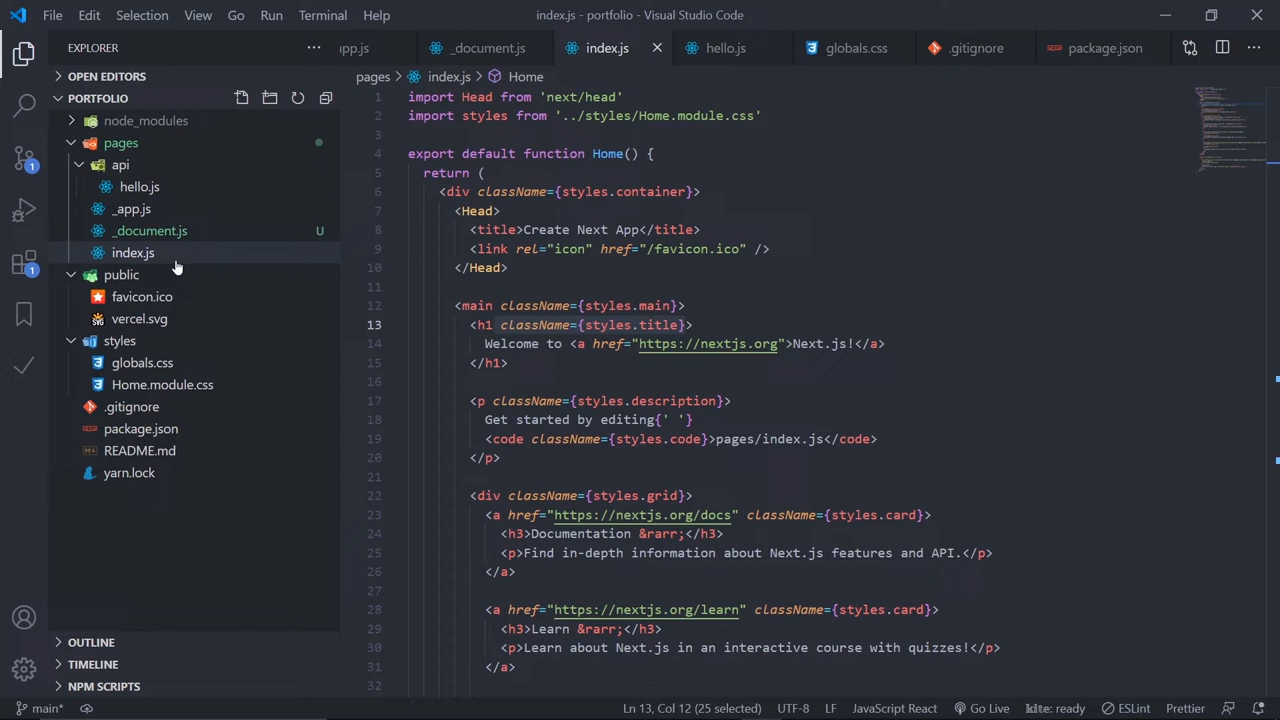 File Edit Selection View Go Run Terminal Help index.js - portfolio - Visual Studio Code
EXPLORER
OPEN EDITORS
PORTFOLIO
node_modules
pages
api
hello.js
_app.js
_document.js U
index.js
public
favicon.ico
vercel.svg
styles
globals.css
Home.module.css
.gitignore
package.json
README.md
yarn.lock
OUTLINE
TIMELINE
NPM SCRIPTS
1
1
_document.js index.js hello.js globals.css .gitignore package.json
pages > index.js > Home
1 import Head from 'next/head'
2 import styles from '../styles/Home.module.css'
3
4 export default function Home() {
5 return (
6 <div className={styles.container}>
7 <Head>
8 <title>Create Next App</title>
9 <link rel="icon" href="/favicon.ico" />
10 </Head>
11
12 <main className={styles.main}>
13 <h1 className={styles.title}>
14 Welcome to <a href="https://nextjs.org">Next.js!</a>
15 </h1>
16
17 <p className={styles.description}>
18 Get started by editing{' '}
19 <code className={styles.code}>pages/index.js</code>
20 </p>
21
22 <div className={styles.grid}>
23 <a href="https://nextjs.org/docs" className={styles.card}>
24 <h3>Documentation &rarr;</h3>
25 <p>Find in-depth information about Next.js features and API.</p>
26 </a>
27
28 <a href="https://nextjs.org/learn" className={styles.card}>
29 <h3>Learn &rarr;</h3>
30 <p>Learn about Next.js in an interactive course with quizzes!</p>
31 </a>
32
main* Ln 13, Col 12 (25 selected) UTF-8 LF JavaScript React Go Live kite: ready ESLint Prettier